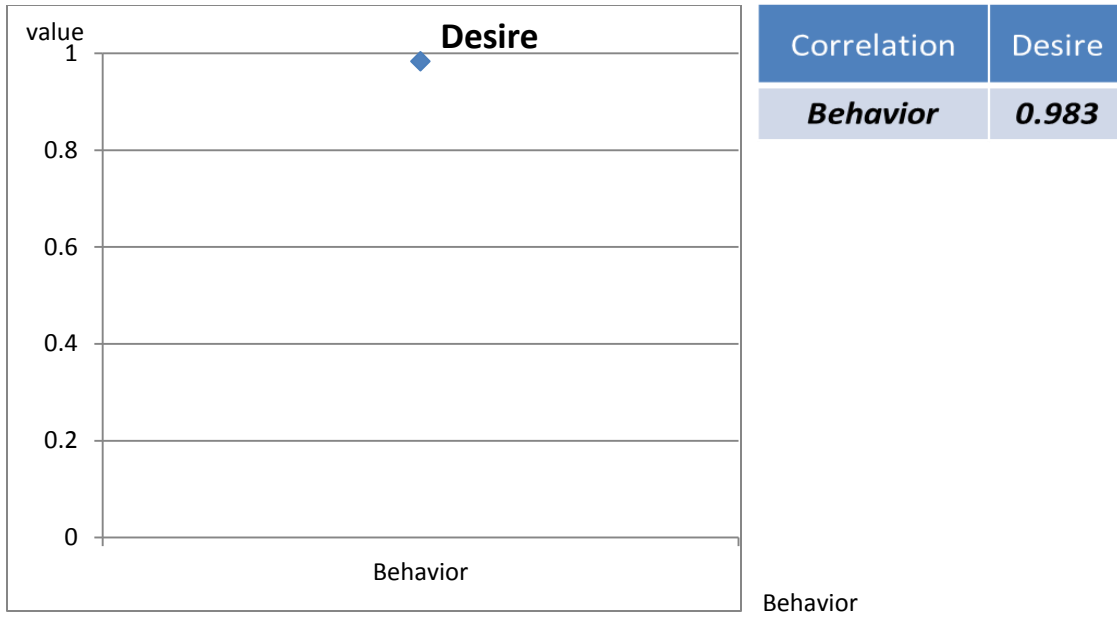 value
Desire
1
0.8
0.6
0.4
0.2
0
Behavior
Correlation Desire
Behavior 0.983
Behavior